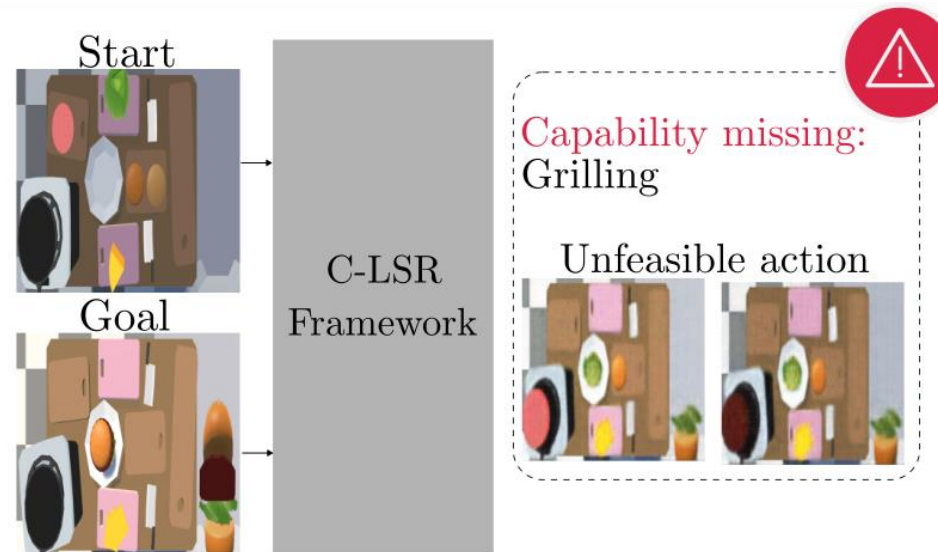 Start
Goal
C-LSR
Framework
Capability missing:
Grilling
Unfeasible action